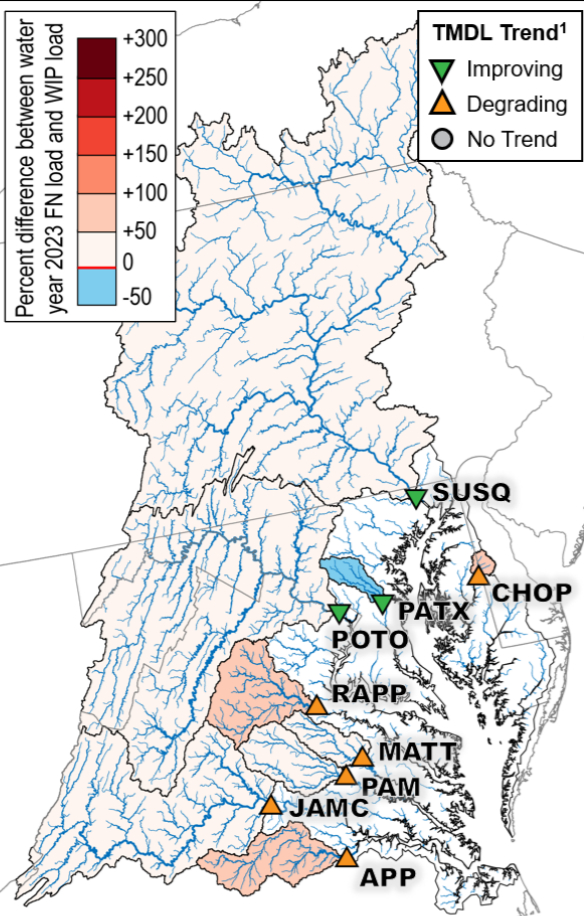 Percent difference between water
year 2023 FN load and WIP load
+300
+250
+200
+150
+100
+50
0
-50
TMDL Trend¹
Improving
Degrading
No Trend
SUSQ
CHOP
PATX
POTO
RAPP
MATT
PAM
JAMC
APP